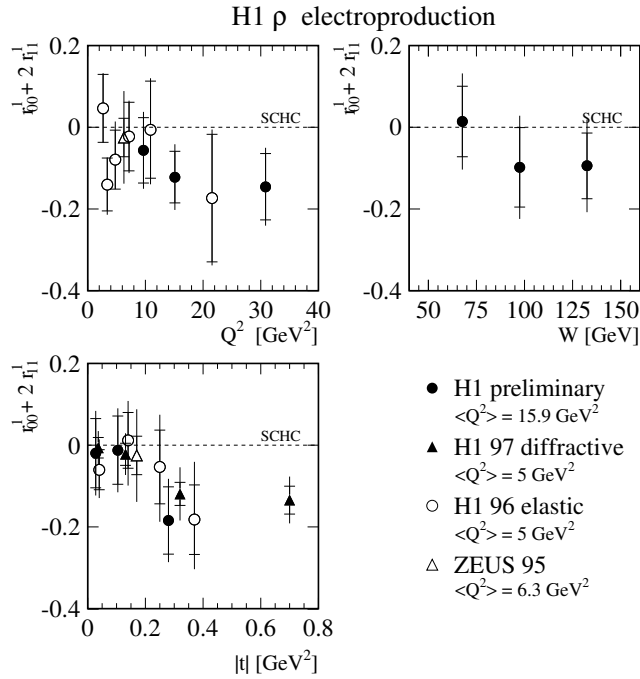 H1 ρ electroproduction
r¹₀₀ + 2 r¹₁₁
0.2
0
-0.2
-0.4
SCHC
0 10 20 30 40
Q² [GeV²]
r¹₀₀ + 2 r¹₁₁
0.2
0
-0.2
-0.4
SCHC
50 75 100 125 150
W [GeV]
r¹₀₀ + 2 r¹₁₁
0.2
0
-0.2
-0.4
SCHC
0 0.2 0.4 0.6 0.8
|t| [GeV²]
H1 preliminary
<Q²> = 15.9 GeV²
H1 97 diffractive
<Q²> = 5 GeV²
H1 96 elastic
<Q²> = 5 GeV²
ZEUS 95
<Q²> = 6.3 GeV²